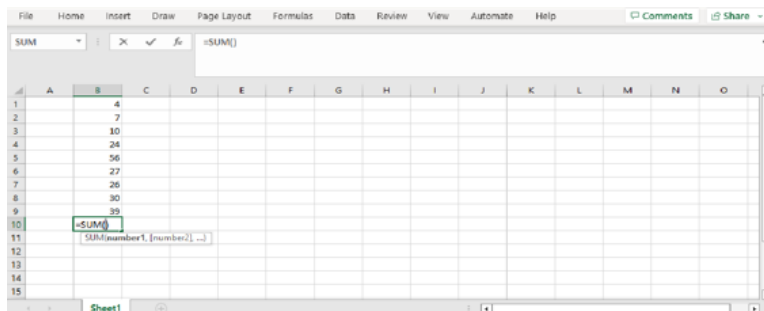 File Home Insert Draw Page Layout Formulas Data Review View Automate Help Comments Share
SUM fx =SUM()
A B C D E F G H I J K L M N O
1 4
2 7
3 10
4 24
5 56
6 27
7 26
8 30
9 39
10 =SUM()
11 SUM(number1, [number2], ...)
12
13
14
15
Sheet1